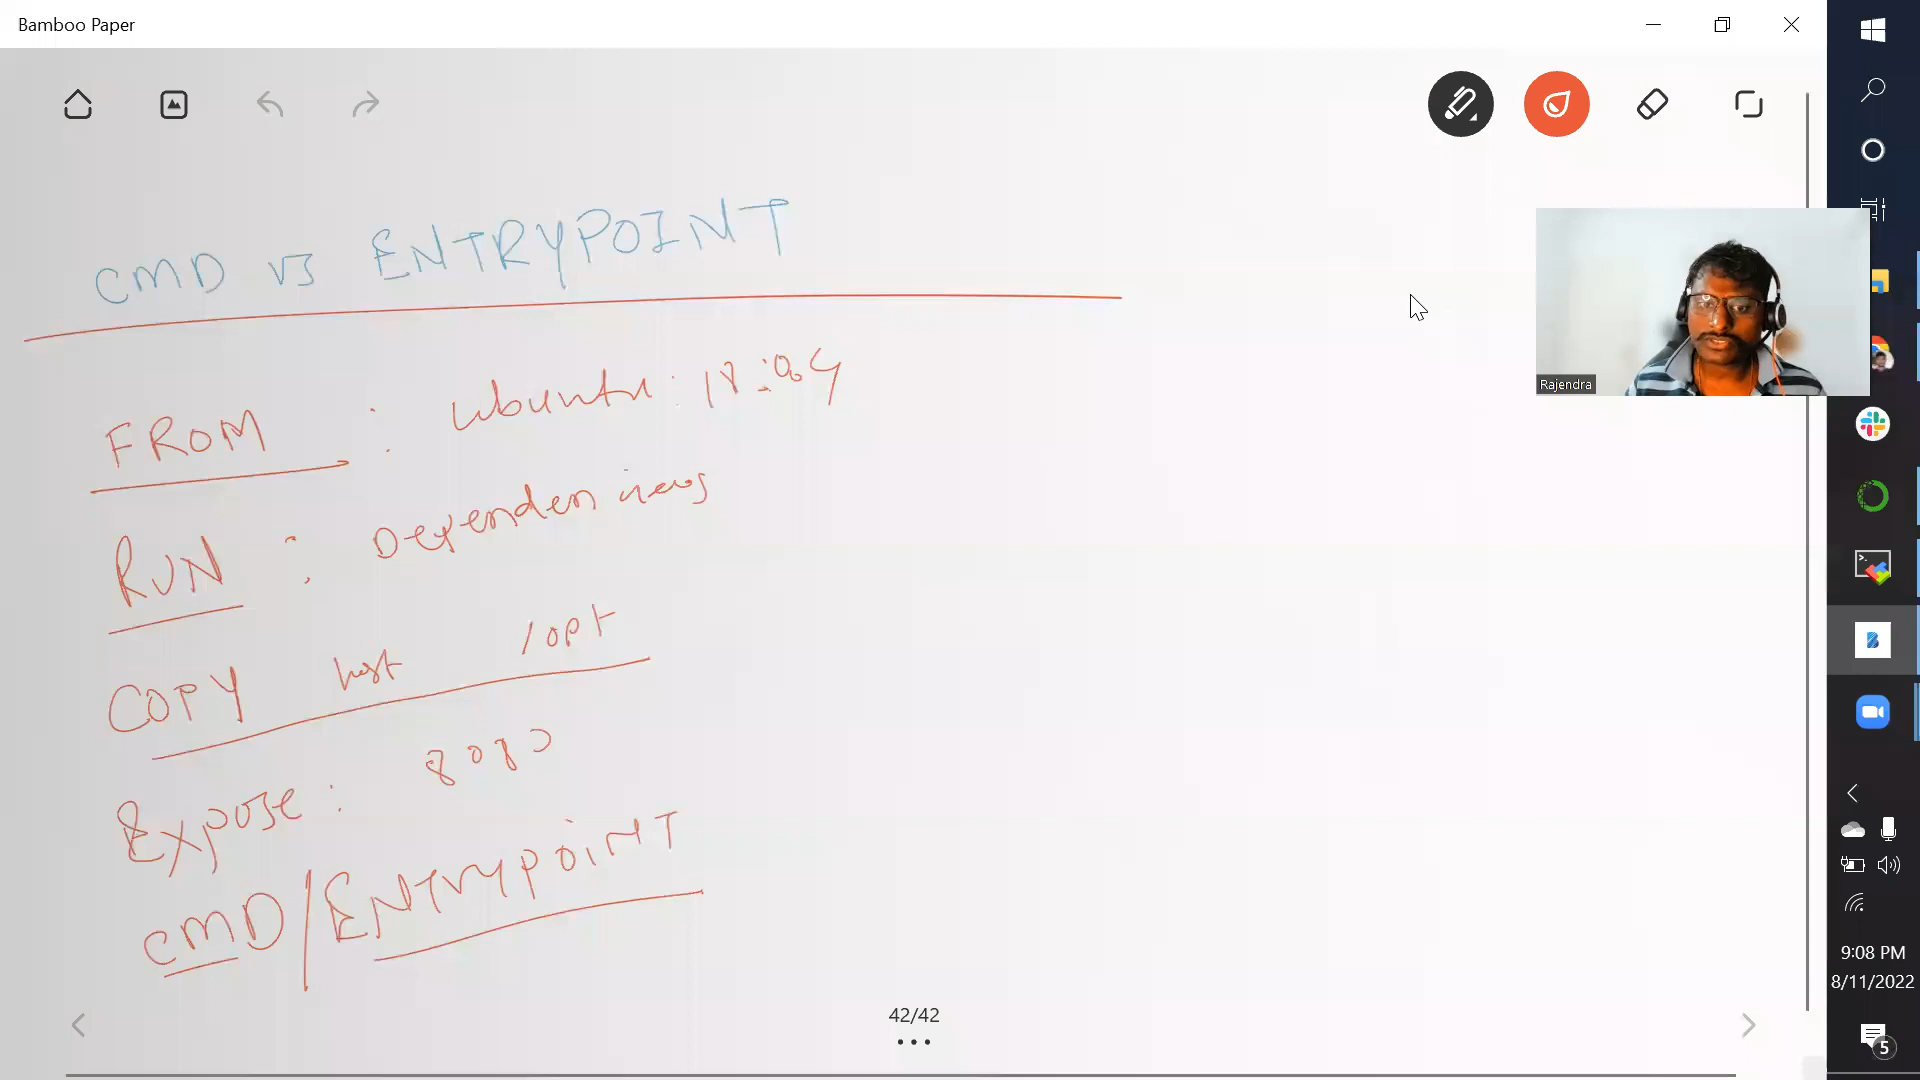 Bamboo Paper
CMD vs ENTRYPOINT
FROM : ubuntu : 18:04
RUN : Dependencies
COPY host /opt
Expose : 8080
CMD/ENTRYPOINT
42/42
Rajendra
9:08 PM
8/11/2022
5